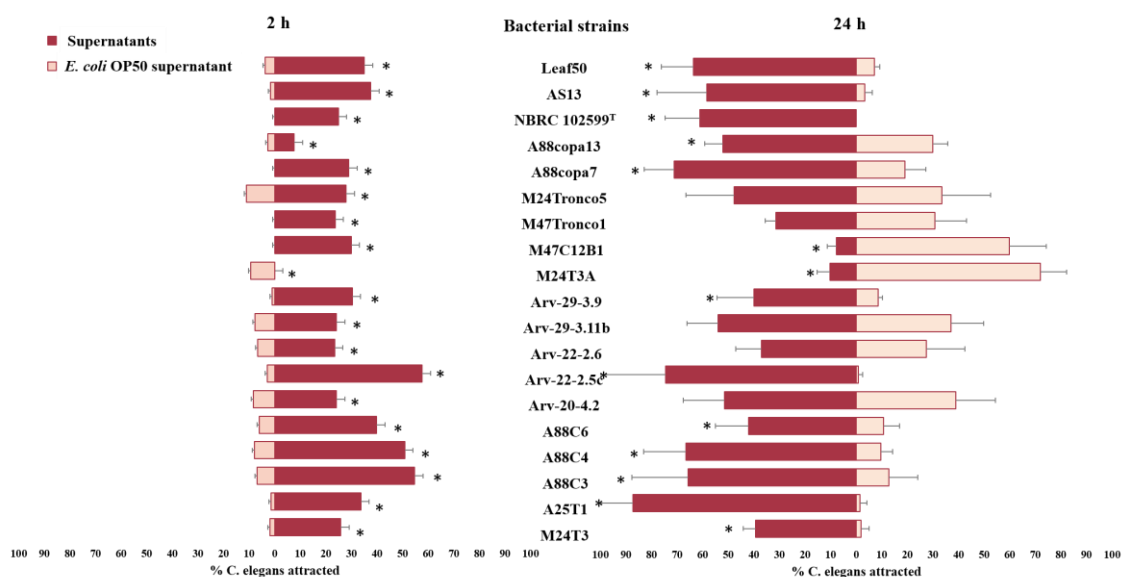 2 h
Bacterial strains
24 h
Supernatants
E. coli OP50 supernatant
Leaf50
AS13
NBRC 102599ᵀ
A88copa13
A88copa7
M24Tronco5
M47Tronco1
M47C12B1
M24T3A
Arv-29-3.9
Arv-29-3.11b
Arv-22-2.6
Arv-22-2.5c
Arv-20-4.2
A88C6
A88C4
A88C3
A25T1
M24T3
* * * * * * * * * * * * * * * * * * *
* * * * * * * * * * * * * *
100 90 80 70 60 50 40 30 20 10 0 10 20 30 40 50 60 70 80 90 100
100 90 80 70 60 50 40 30 20 10 0 10 20 30 40 50 60 70 80 90 100
% C. elegans attracted
% C. elegans attracted